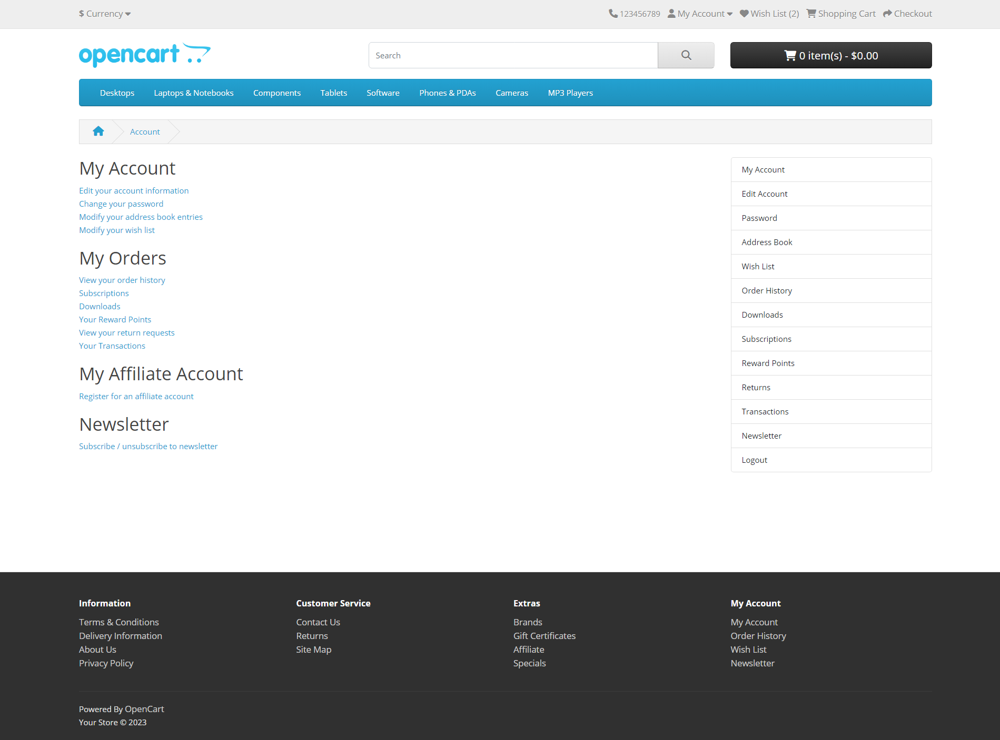 $ Currency
123456789 My Account Wish List (2) Shopping Cart Checkout
opencart
Search
0 item(s) - $0.00
Desktops Laptops & Notebooks Components Tablets Software Phones & PDAs Cameras MP3 Players
Account
My Account
Edit your account information
Change your password
Modify your address book entries
Modify your wish list
My Orders
View your order history
Subscriptions
Downloads
Your Reward Points
View your return requests
Your Transactions
My Affiliate Account
Register for an affiliate account
Newsletter
Subscribe / unsubscribe to newsletter
My Account
Edit Account
Password
Address Book
Wish List
Order History
Downloads
Subscriptions
Reward Points
Returns
Transactions
Newsletter
Logout
Information
Terms & Conditions
Delivery Information
About Us
Privacy Policy
Customer Service
Contact Us
Returns
Site Map
Extras
Brands
Gift Certificates
Affiliate
Specials
My Account
My Account
Order History
Wish List
Newsletter
Powered By OpenCart
Your Store © 2023